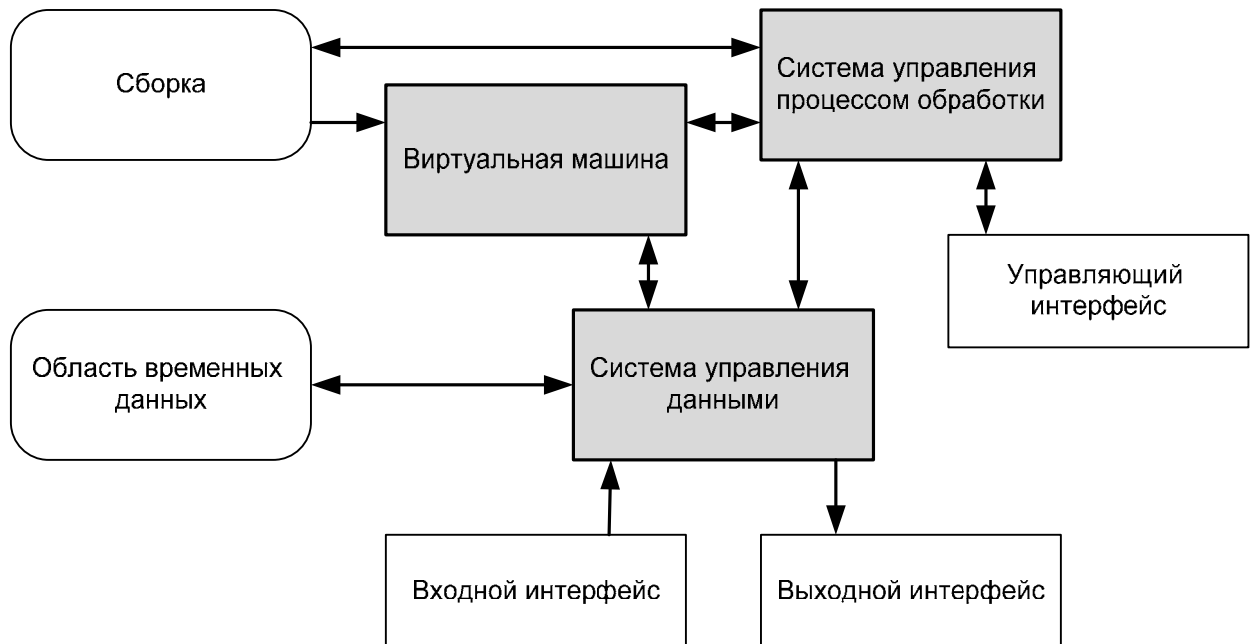 Сборка
Система управления
процессом обработки
Виртуальная машина
Управляющий
интерфейс
Область временных
данных
Система управления
данными
Входной интерфейс
Выходной интерфейс